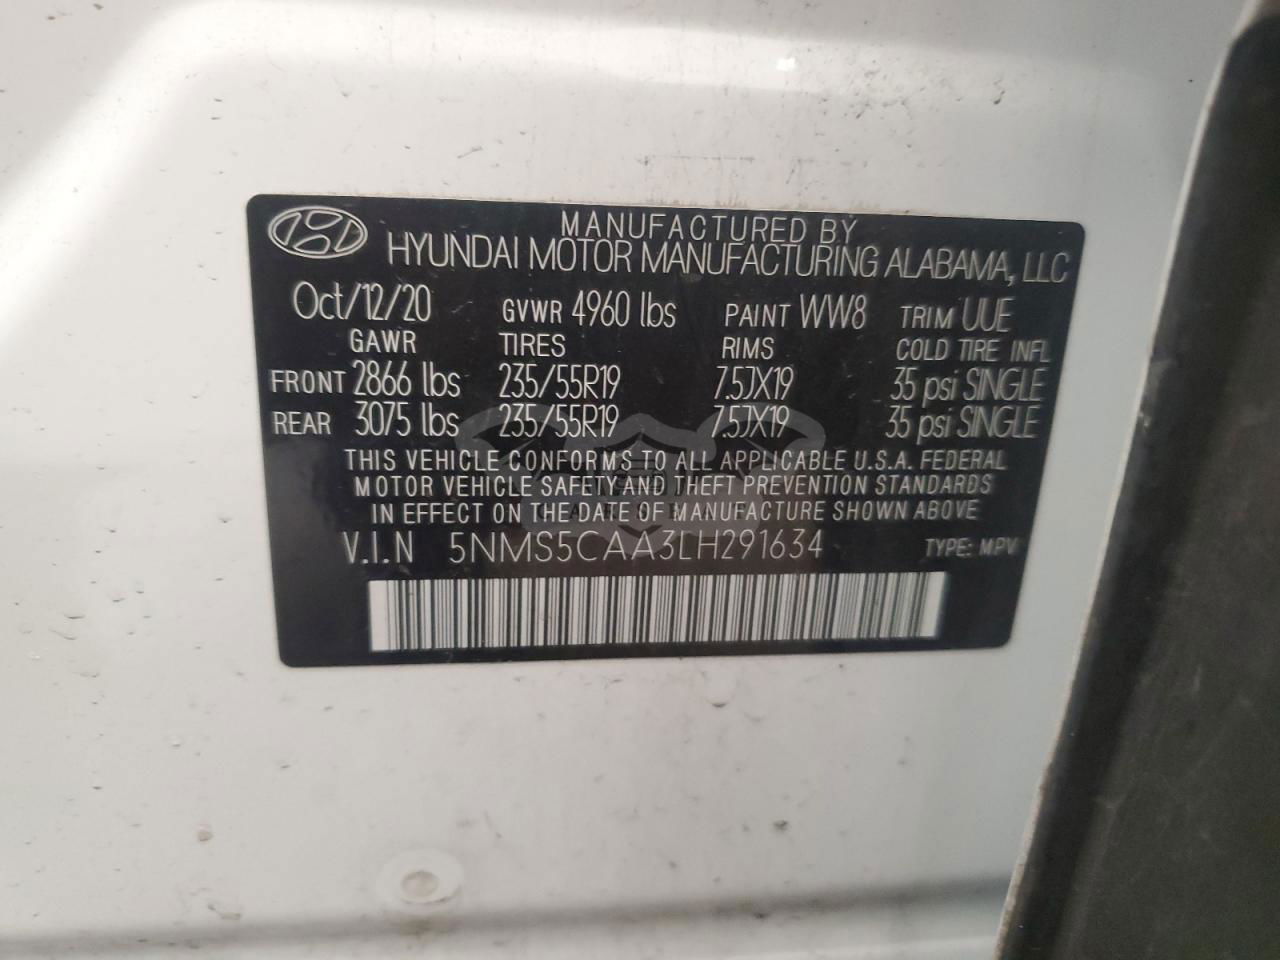 MANUFACTURED BY
HYUNDAI MOTOR MANUFACTURING ALABAMA, LLC
Oct/12/20 GVWR 4960 lbs PAINT WW8 TRIM UUE
GAWR TIRES RIMS COLD TIRE INFL
FRONT 2866 lbs 235/55R19 7.5JX19 35 psi SINGLE
REAR 3075 lbs 235/55R19 7.5JX19 35 psi SINGLE
THIS VEHICLE CONFORMS TO ALL APPLICABLE U.S.A. FEDERAL
MOTOR VEHICLE SAFETY AND THEFT PREVENTION STANDARDS
IN EFFECT ON THE DATE OF MANUFACTURE SHOWN ABOVE
V.I.N 5NMS5CAA3LH291634 TYPE: MPV